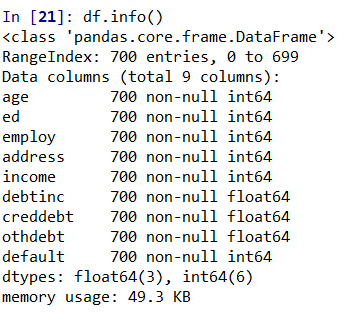 In [21]: df.info()
<class 'pandas.core.frame.DataFrame'>
RangeIndex: 700 entries, 0 to 699
Data columns (total 9 columns):
age         700 non-null int64
ed          700 non-null int64
employ      700 non-null int64
address     700 non-null int64
income      700 non-null int64
debtinc     700 non-null float64
creddebt    700 non-null float64
othdebt     700 non-null float64
default     700 non-null int64
dtypes: float64(3), int64(6)
memory usage: 49.3 KB